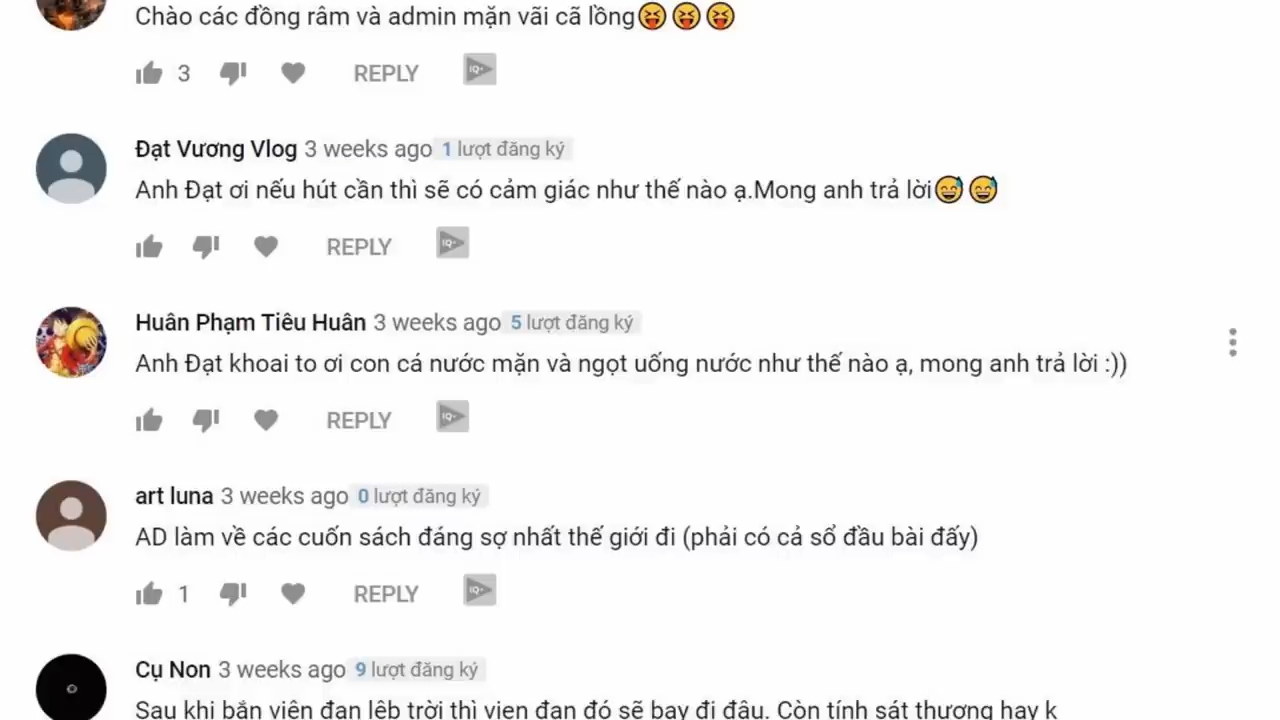 Chào các đồng râm và admin mặn vãi cã lồng😝😝😝
3 REPLY IQ+
Đạt Vương Vlog 3 weeks ago 1 lượt đăng ký
Anh Đạt ơi nếu hút cần thì sẽ có cảm giác như thế nào ạ.Mong anh trả lời😅😅
REPLY IQ+
Huân Phạm Tiêu Huân 3 weeks ago 5 lượt đăng ký
Anh Đạt khoai to ơi con cá nước mặn và ngọt uống nước như thế nào ạ, mong anh trả lời :))
REPLY IQ+
art luna 3 weeks ago 0 lượt đăng ký
AD làm về các cuốn sách đáng sợ nhất thế giới đi (phải có cả sổ đầu bài đấy)
1 REPLY IQ+
Cụ Non 3 weeks ago 9 lượt đăng ký
Sau khi bắn viên đạn lêb trời thì vien đạn đó sẽ bay đi đâu. Còn tính sát thương hay k